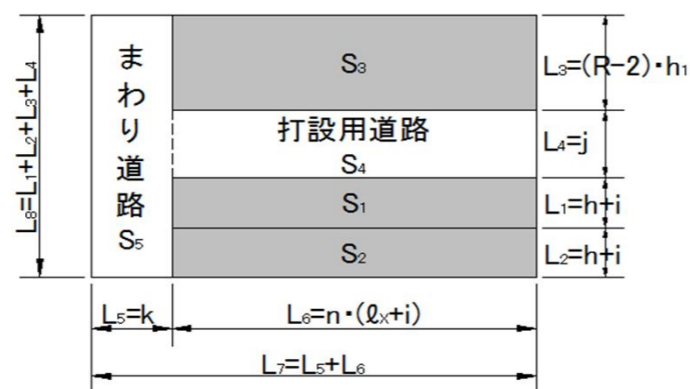 まわり道路
S₅
S₃
打設用道路
S₄
S₁
S₂
L₃=(R-2)・h₁
L₄=j
L₁=h+i
L₂=h+i
L₈=L₁+L₂+L₃+L₄
L₅=k
L₆=n・(ℓx+i)
L₇=L₅+L₆